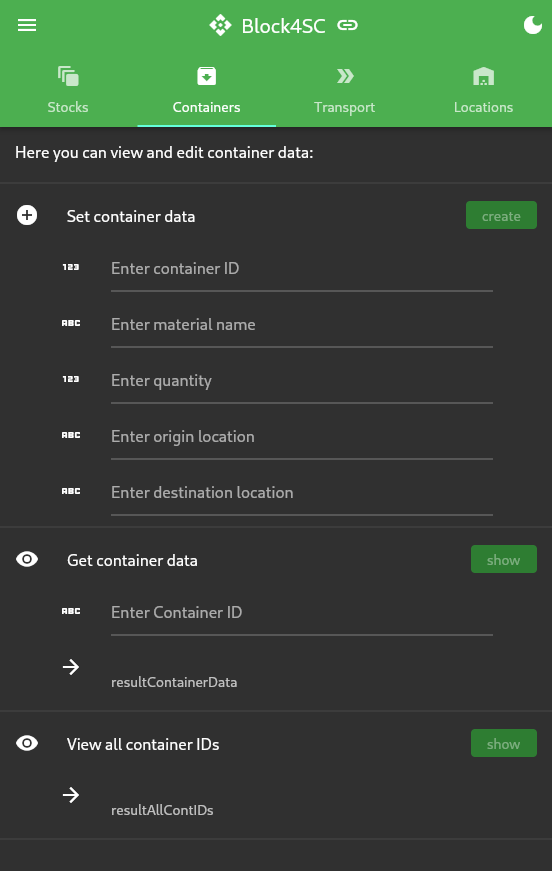 Block4SC
Stocks Containers Transport Locations
Here you can view and edit container data:
Set container data create
123 Enter container ID
ABC Enter material name
123 Enter quantity
ABC Enter origin location
ABC Enter destination location
Get container data show
ABC Enter Container ID
resultContainerData
View all container IDs show
resultAllContIDs